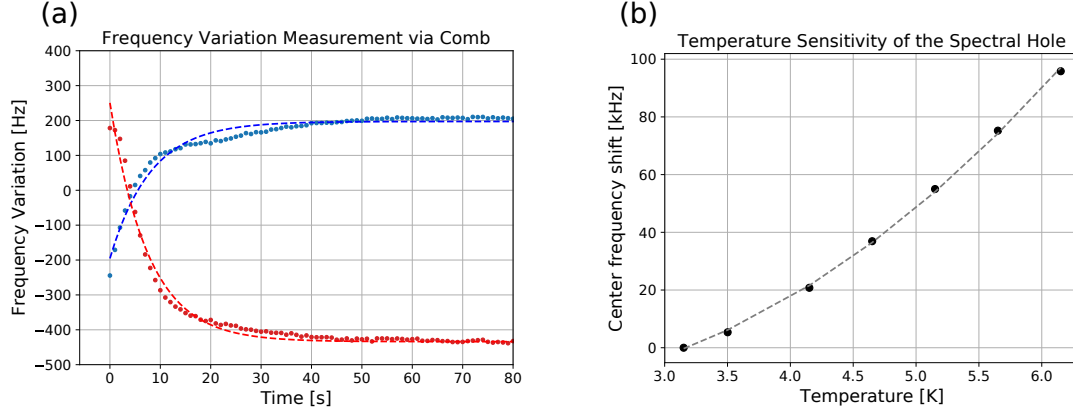 (a)
Frequency Variation Measurement via Comb
Frequency Variation [Hz]
400
300
200
100
0
−100
−200
−300
−400
−500
0 10 20 30 40 50 60 70 80
Time [s]
(b)
Temperature Sensitivity of the Spectral Hole
Center frequency shift [kHz]
100
80
60
40
20
0
3.0 3.5 4.0 4.5 5.0 5.5 6.0
Temperature [K]